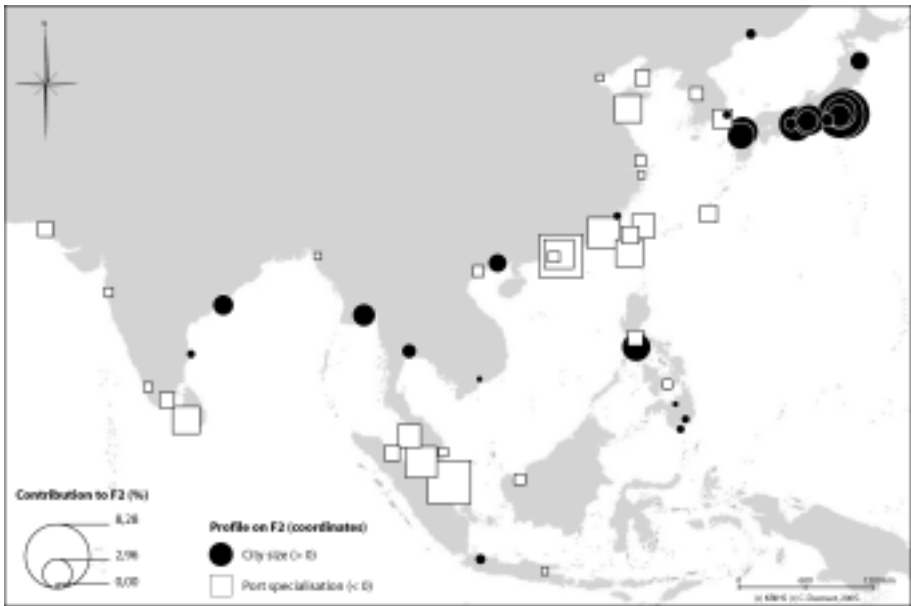 N
Contribution to F2 (%)
8,28
2,96
0,00
Profile on F2 (coordinates)
City size (> 0)
Port specialisation (< 0)
0